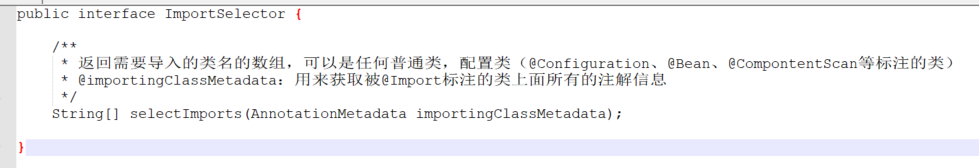 public interface ImportSelector {
/**
* 返回需要导入的类名的数组，可以是任何普通类，配置类（@Configuration、@Bean、@CompontentScan等标注的类）
* @importingClassMetadata：用来获取被@Import标注的类上面所有的注解信息
*/
String[] selectImports(AnnotationMetadata importingClassMetadata);
}